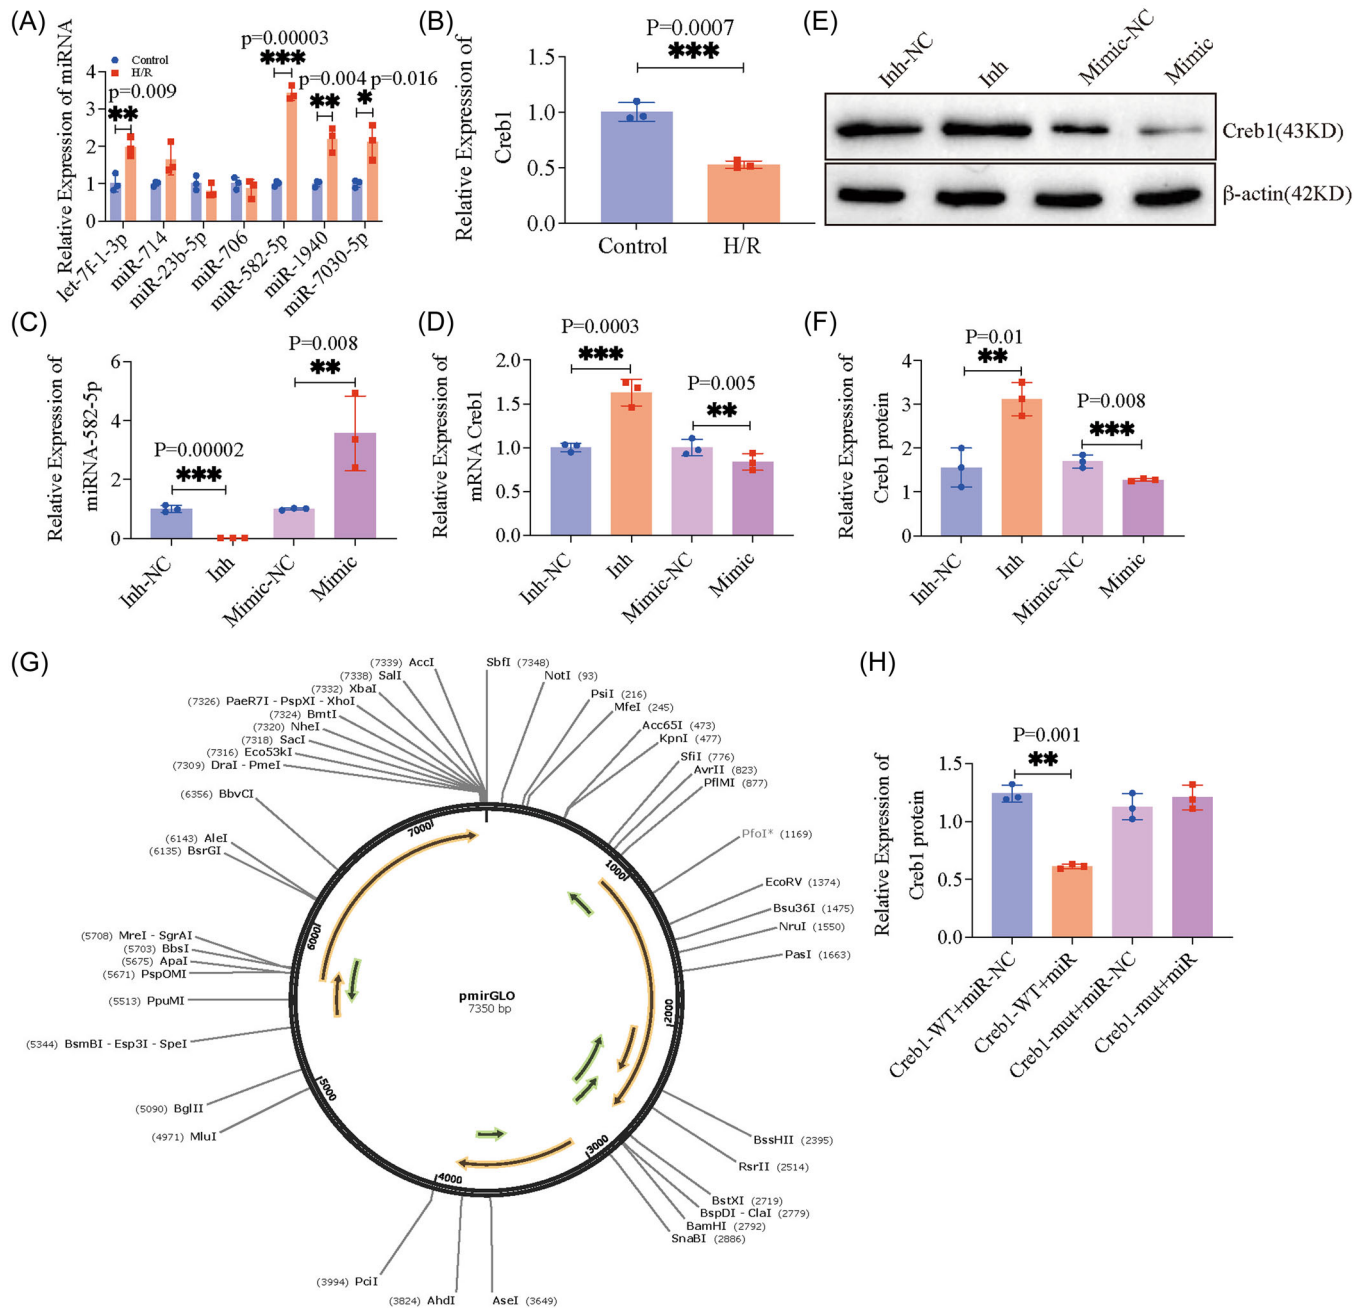 (A)
p=0.00003
Control
H/R
p=0.009
p=0.004
p=0.016
✱✱
✱✱✱
✱✱
✱
Relative Expression of miRNA
4
3
2
1
0
let-7f-1-3p
miR-714
miR-23b-5p
miR-706
miR-582-5p
miR-1940
miR-7030-5p
(B)
P=0.0007
✱✱✱
Relative Expression of
Creb1
1.5
1.0
0.5
0.0
Control
H/R
(E)
Inh-NC
Inh
Mimic-NC
Mimic
Creb1(43KD)
β-actin(42KD)
(C)
P=0.008
✱✱
P=0.00002
✱✱✱
Relative Expression of
miRNA-582-5p
6
4
2
0
Inh-NC
Inh
Mimic-NC
Mimic
(D)
P=0.0003
✱✱✱
P=0.005
✱✱
Relative Expression of
mRNA Creb1
2.0
1.5
1.0
0.5
0.0
Inh-NC
Inh
Mimic-NC
Mimic
(F)
P=0.01
✱✱
P=0.008
✱✱✱
Relative Expression of
Creb1 protein
4
3
2
1
0
Inh-NC
Inh
Mimic-NC
Mimic
(G)
(7339) AccI
(7338) SalI
(7332) XbaI
(7326) PaeR7I - PspXI - XhoI
(7324) BmtI
(7320) NheI
(7318) SacI
(7316) Eco53kI
(7309) DraI - PmeI
(6356) BbvCI
(6143) AleI
(6135) BsrGI
(5708) MreI - SgrAI
(5703) BbsI
(5675) ApaI
(5671) PspOMI
(5513) PpuMI
(5344) BsmBI - Esp3I - SpeI
(5090) BglII
(4971) MluI
(3994) PciI
(3824) AhdI
SbfI (7348)
NotI (93)
PsiI (216)
MfeI (245)
Acc65I (473)
KpnI (477)
SfiI (776)
AvrII (823)
PflMI (877)
PfoI* (1169)
EcoRV (1374)
Bsu36I (1475)
NruI (1550)
PasI (1663)
BssHII (2395)
RsrII (2514)
BstXI (2719)
BspDI - ClaI (2779)
BamHI (2792)
SnaBI (2886)
AseI (3649)
1000
2000
3000
4000
5000
6000
7000
pmirGLO
7350 bp
(H)
P=0.001
✱✱
Relative Expression of
Creb1 protein
1.5
1.0
0.5
0.0
Creb1-WT+miR-NC
Creb1-WT+miR
Creb1-mut+miR-NC
Creb1-mut+miR